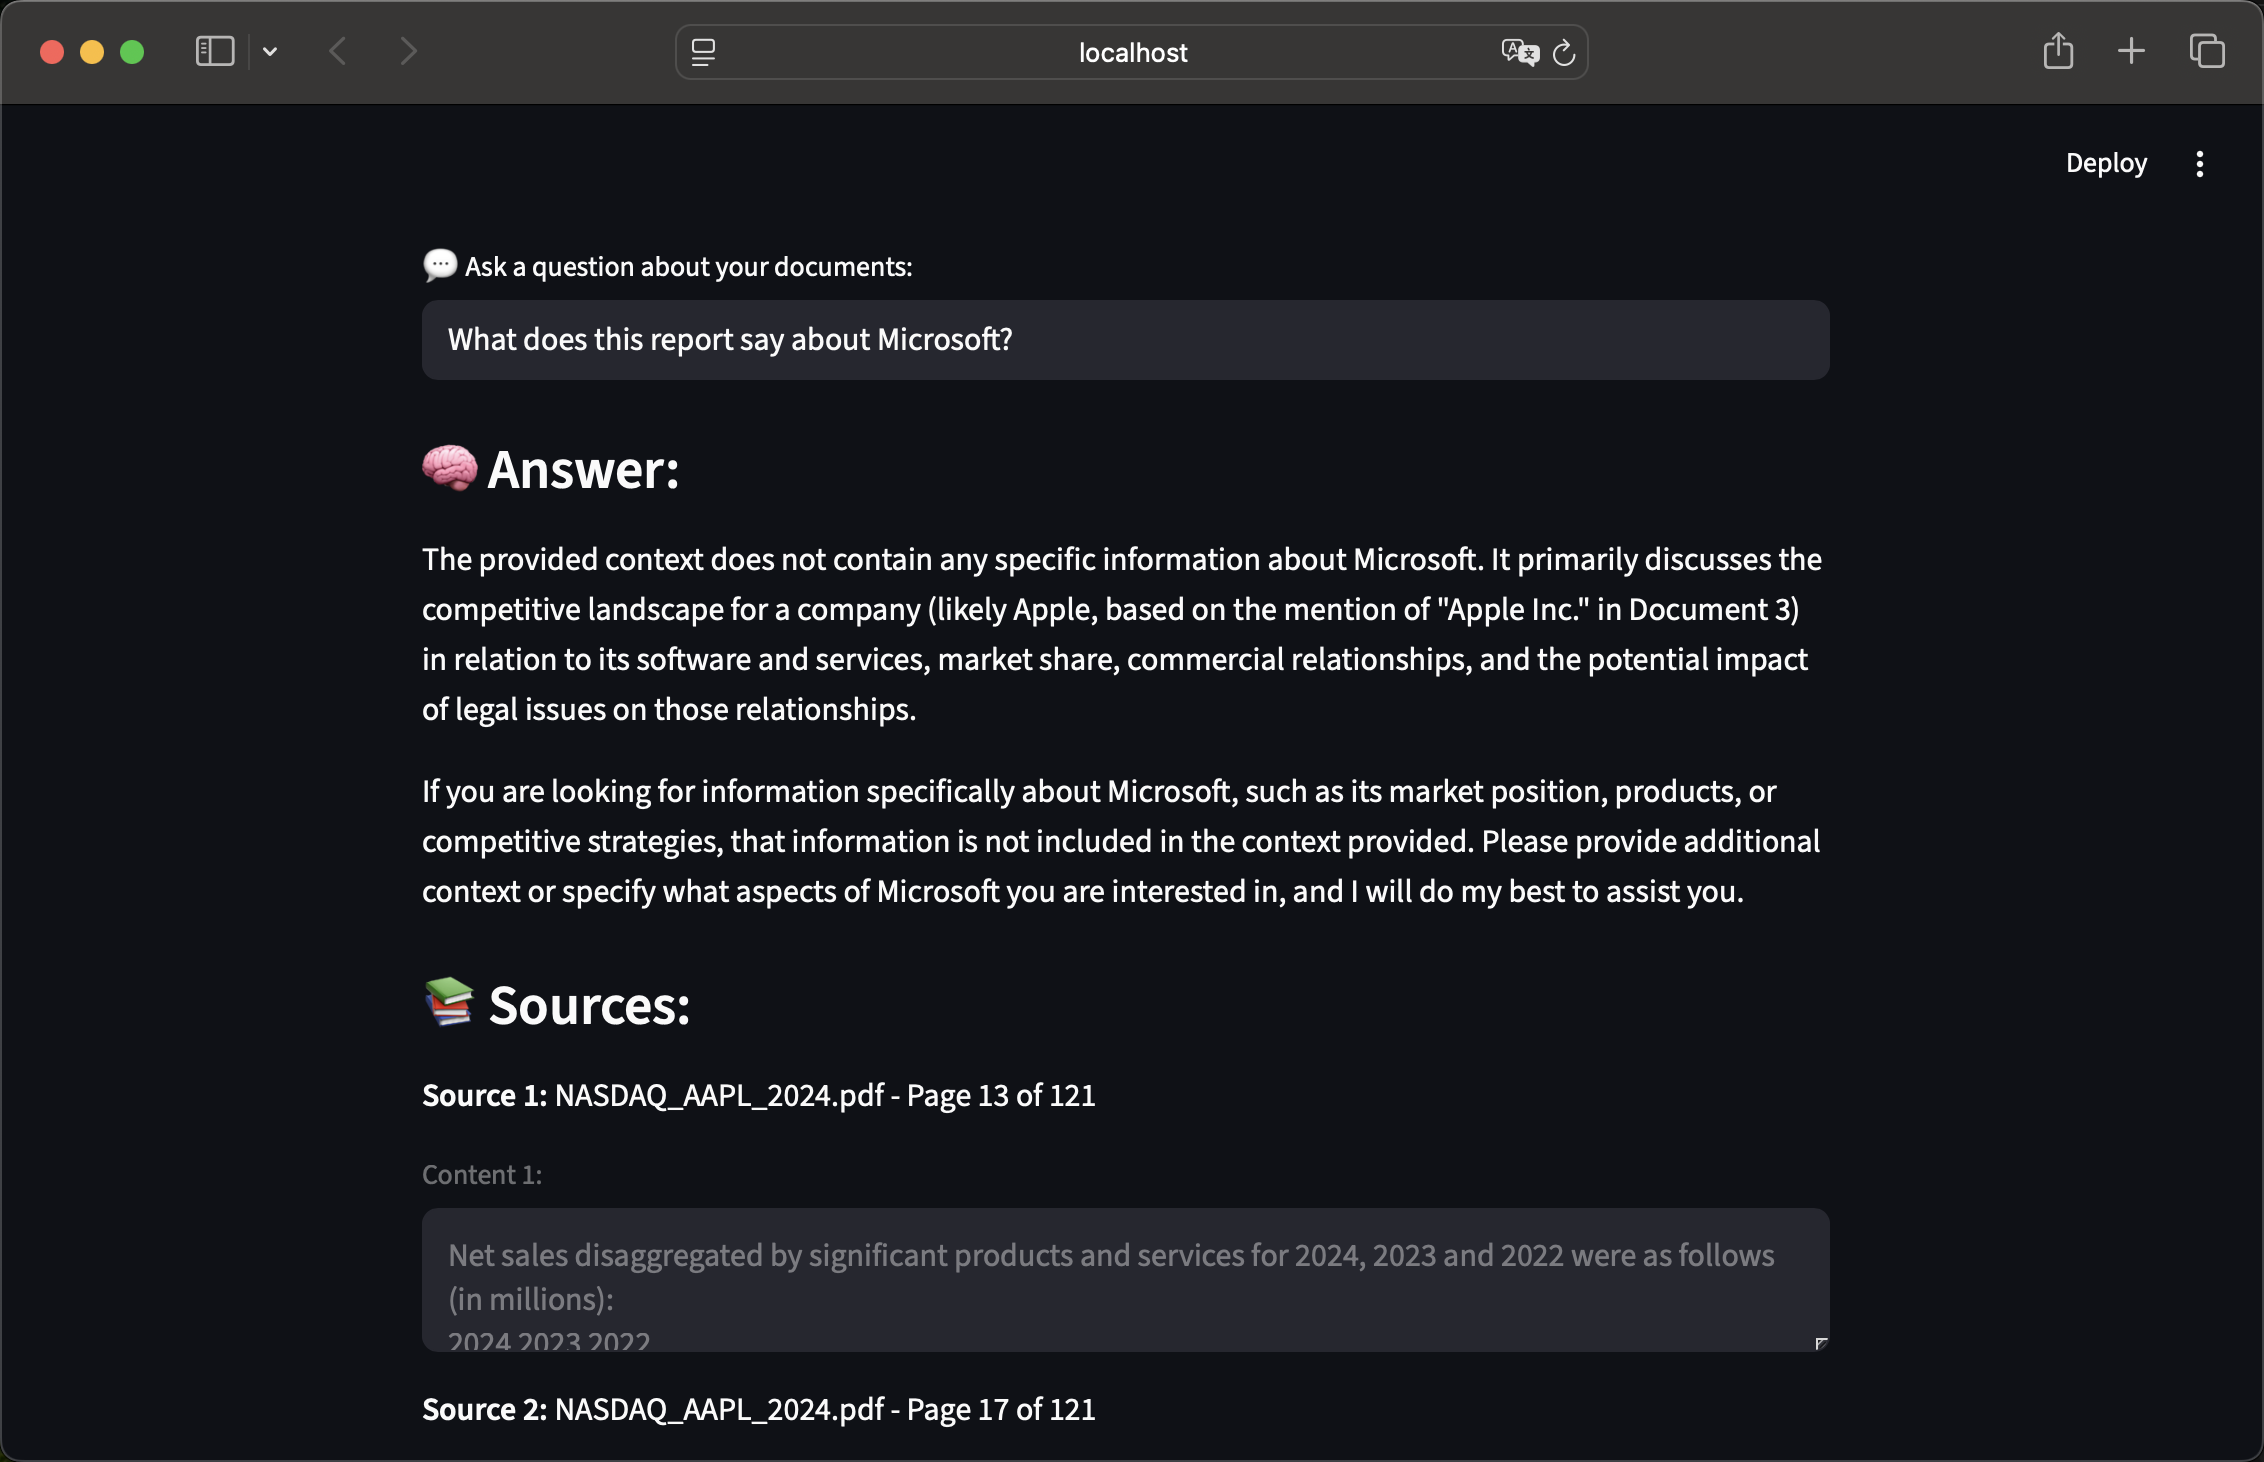 localhost
Deploy
💬 Ask a question about your documents:
What does this report say about Microsoft?
🧠 Answer:
The provided context does not contain any specific information about Microsoft. It primarily discusses the
competitive landscape for a company (likely Apple, based on the mention of "Apple Inc." in Document 3)
in relation to its software and services, market share, commercial relationships, and the potential impact
of legal issues on those relationships.
If you are looking for information specifically about Microsoft, such as its market position, products, or
competitive strategies, that information is not included in the context provided. Please provide additional
context or specify what aspects of Microsoft you are interested in, and I will do my best to assist you.
📚 Sources:
Source 1: NASDAQ_AAPL_2024.pdf - Page 13 of 121
Content 1:
Net sales disaggregated by significant products and services for 2024, 2023 and 2022 were as follows
(in millions):
2024 2023 2022
Source 2: NASDAQ_AAPL_2024.pdf - Page 17 of 121